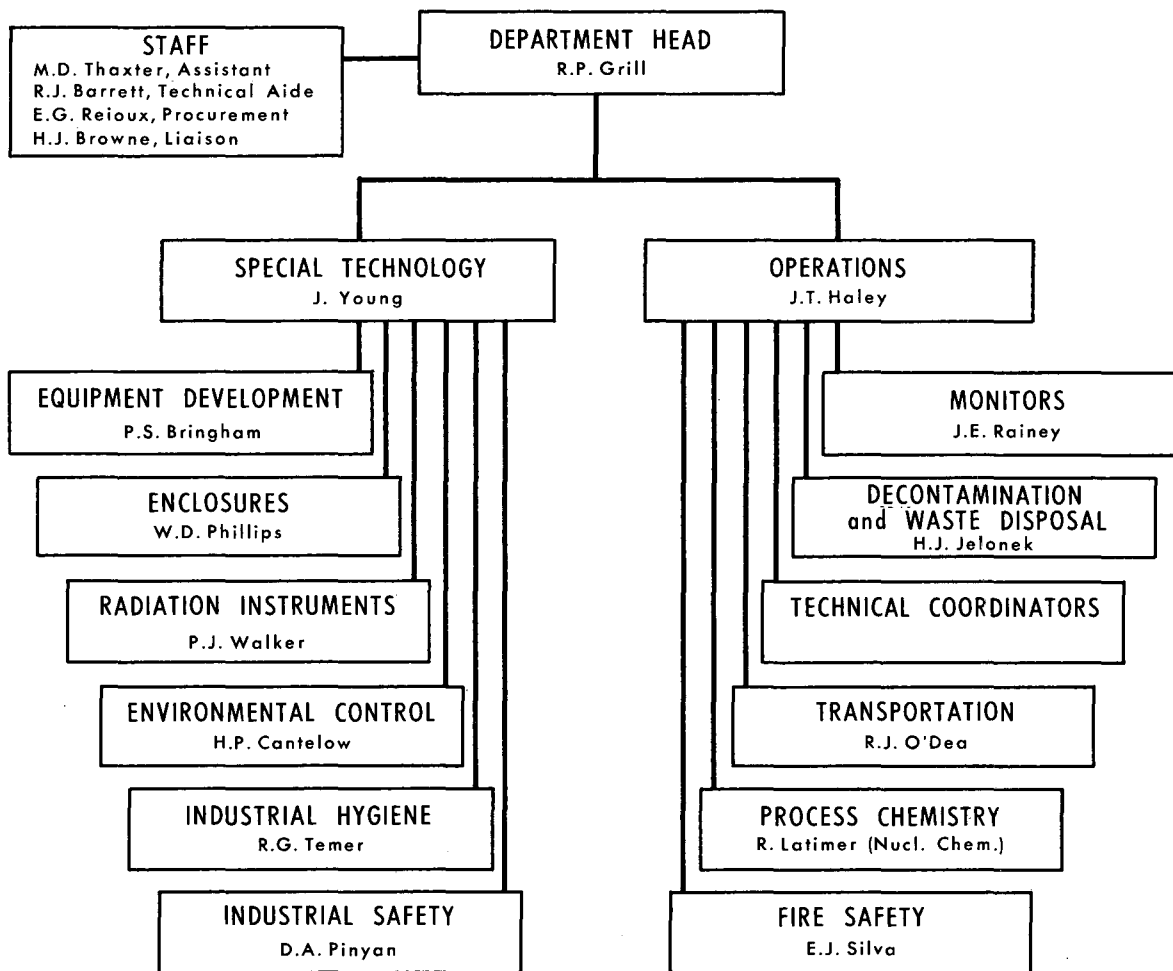 DEPARTMENT HEAD
R.P. Grill
STAFF
M.D. Thaxter, Assistant
R.J. Barrett, Technical Aide
E.G. Reioux, Procurement
H.J. Browne, Liaison
SPECIAL TECHNOLOGY
J. Young
EQUIPMENT DEVELOPMENT
P.S. Bringham
ENCLOSURES
W.D. Phillips
RADIATION INSTRUMENTS
P.J. Walker
ENVIRONMENTAL CONTROL
H.P. Cantelow
INDUSTRIAL HYGIENE
R.G. Temer
INDUSTRIAL SAFETY
D.A. Pinyan
OPERATIONS
J.T. Haley
MONITORS
J.E. Rainey
DECONTAMINATION
and WASTE DISPOSAL
H.J. Jelonek
TECHNICAL COORDINATORS
TRANSPORTATION
R.J. O'Dea
PROCESS CHEMISTRY
R. Latimer (Nucl. Chem.)
FIRE SAFETY
E.J. Silva